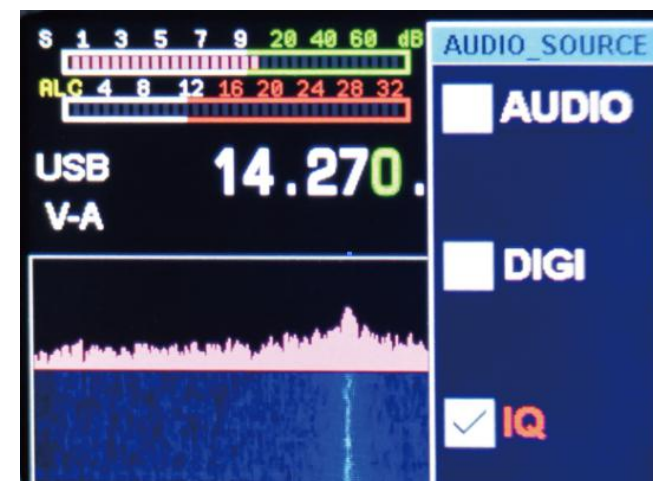 S 1 3 5 7 9 20 40 60 dB
ALC 4 8 12 16 20 24 28 32
USB
14.270.
V-A
AUDIO_SOURCE
AUDIO
DIGI
IQ